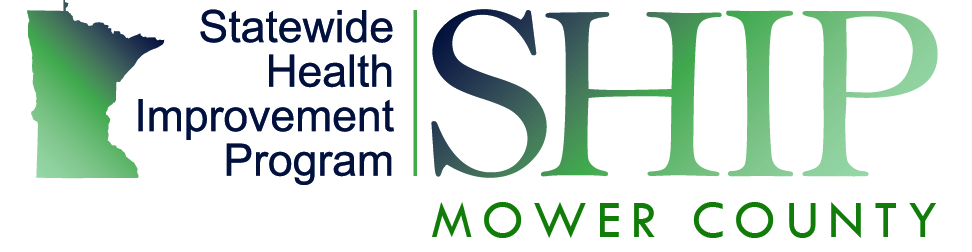 Statewide
Health
Improvement
Program
SHIP
MOWER COUNTY